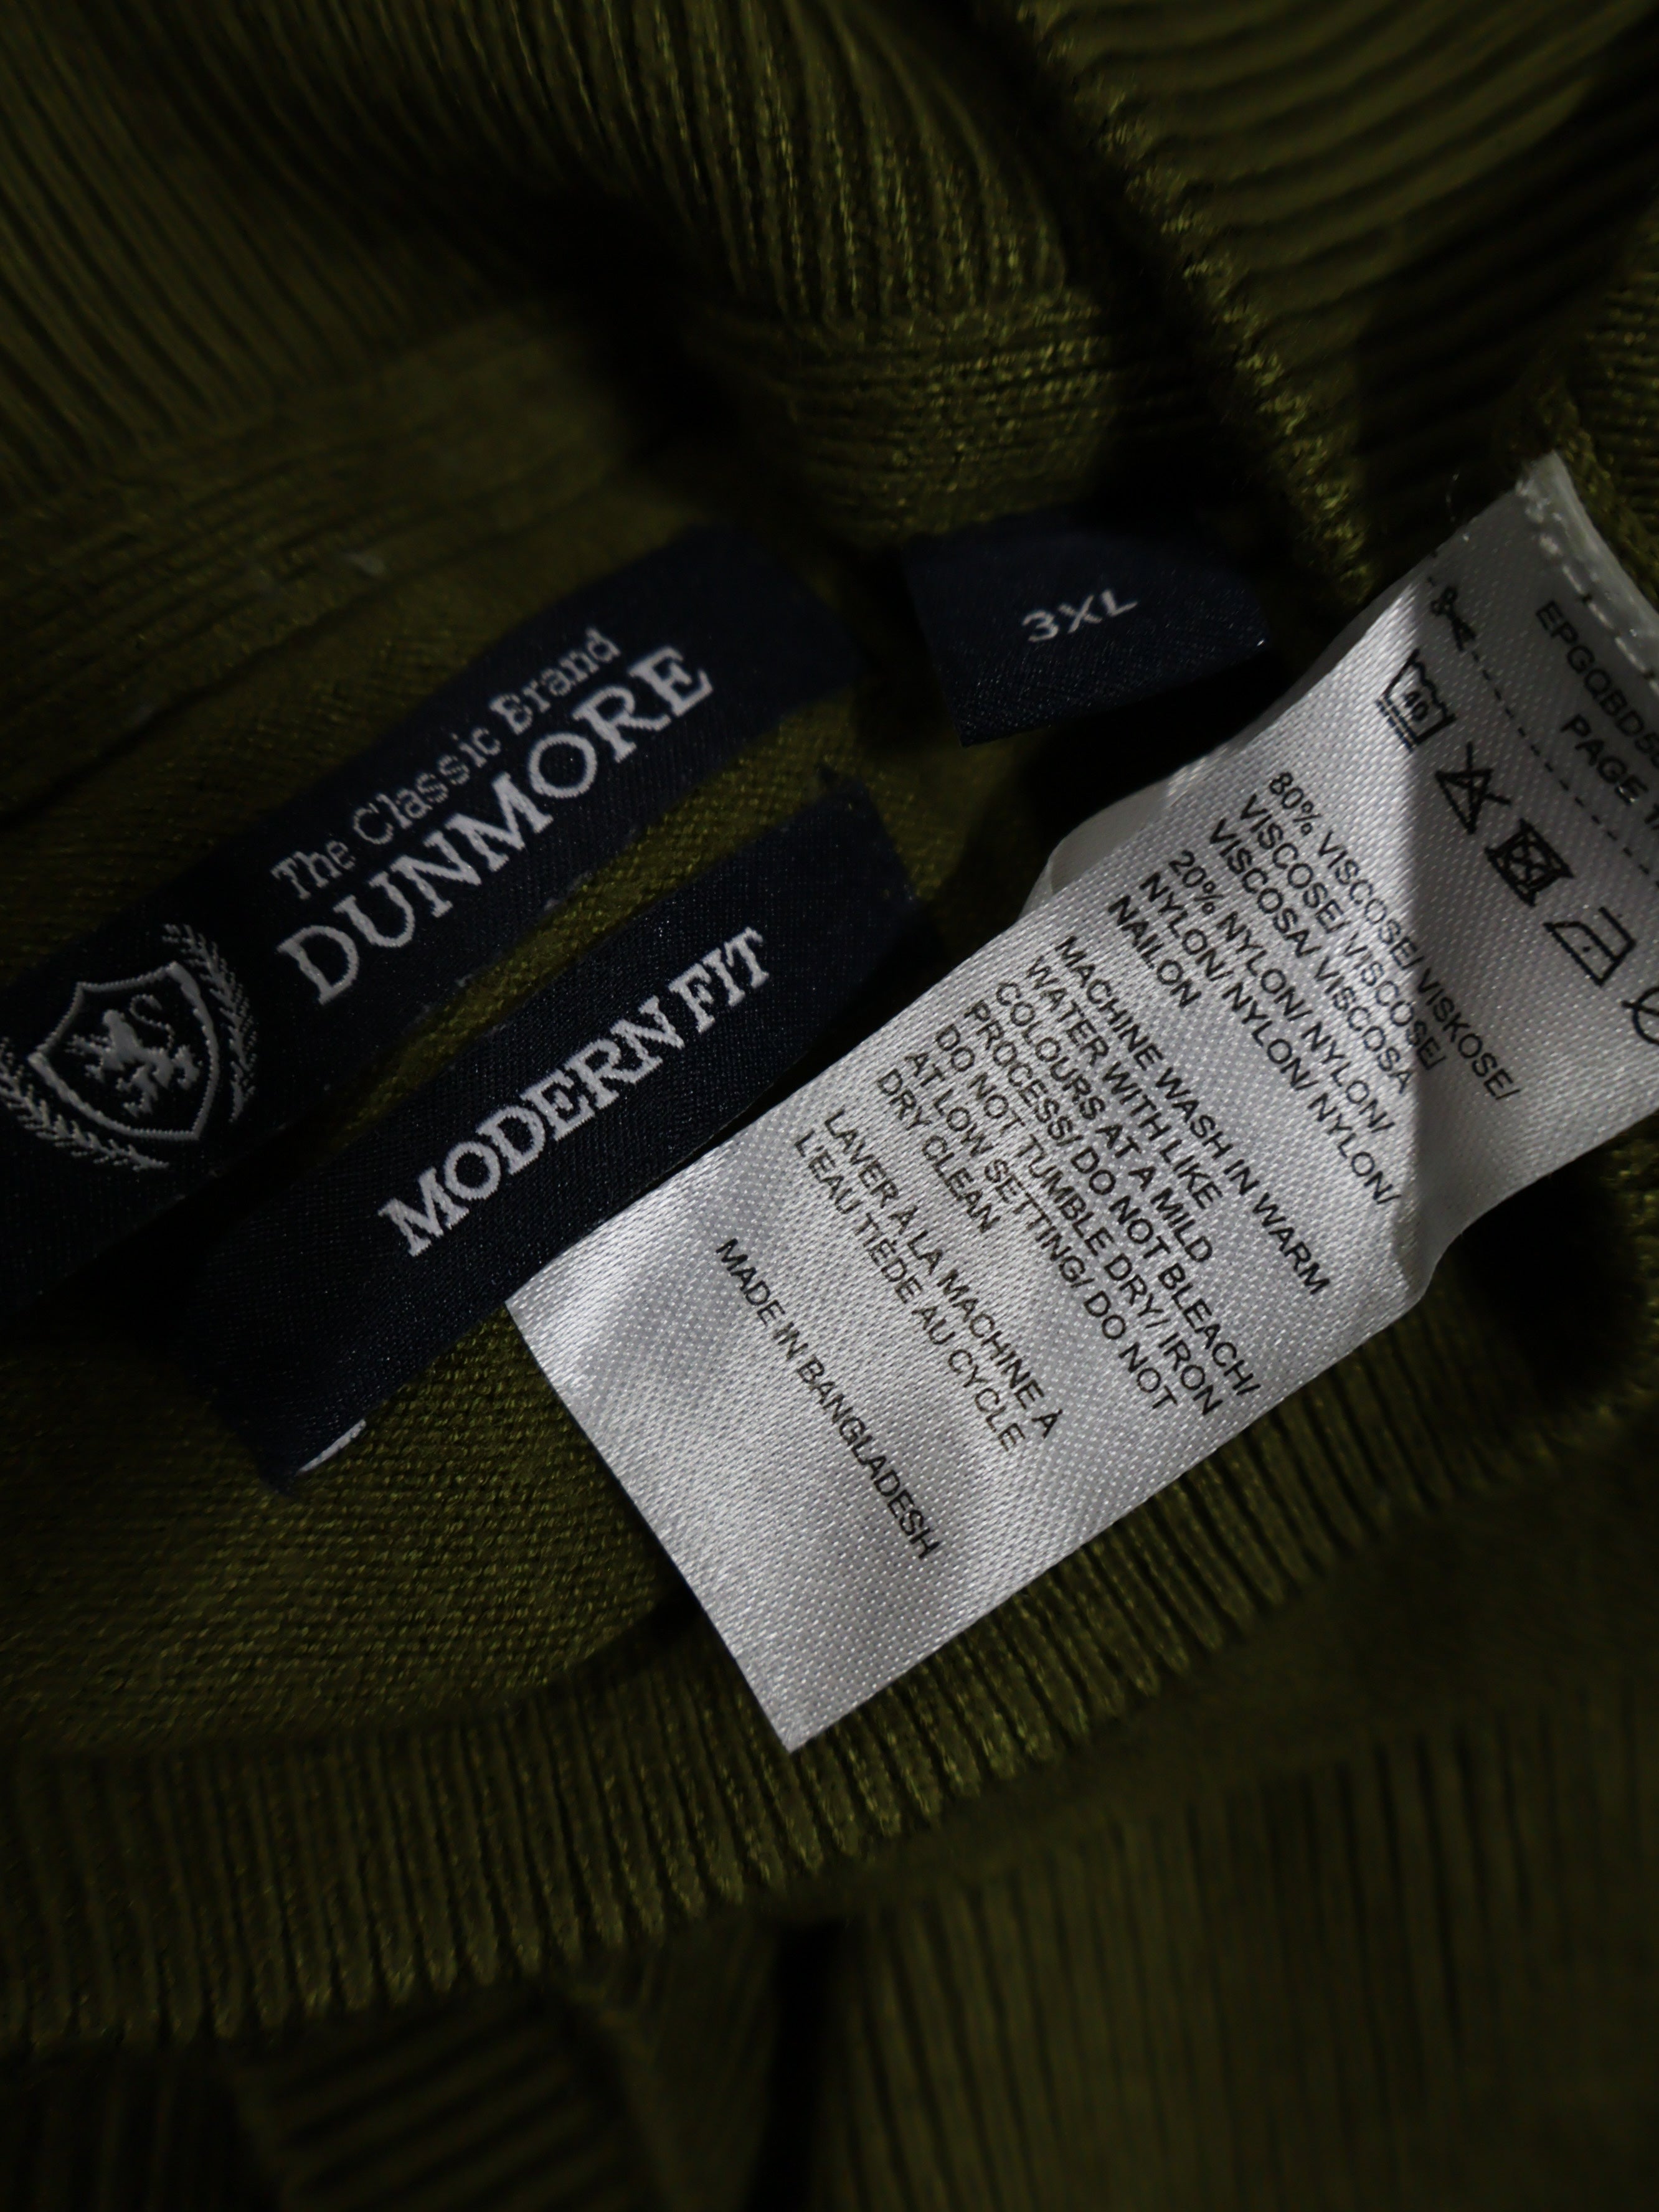 The Classic Brand
DUNMORE
MODERN FIT
3XL
80% VISCOSE/ VISCOSE/ VISKOSE/
VISCOSE/ VISCOSE/ VISCOSE/
VISCOSA/ VISCOSA
20% NYLON/ NYLON/
NYLON/ NYLON/ NYLON/
NAILON
MACHINE WASH IN WARM
WATER WITH LIKE
COLOURS AT A MILD
PROCESS/ DO NOT BLEACH/
DO NOT TUMBLE DRY/ IRON
AT LOW SETTING/ DO NOT
DRY CLEAN
LAVER À LA MACHINE À
L'EAU TIÈDE AU CYCLE
MADE IN BANGLADESH
PAGE